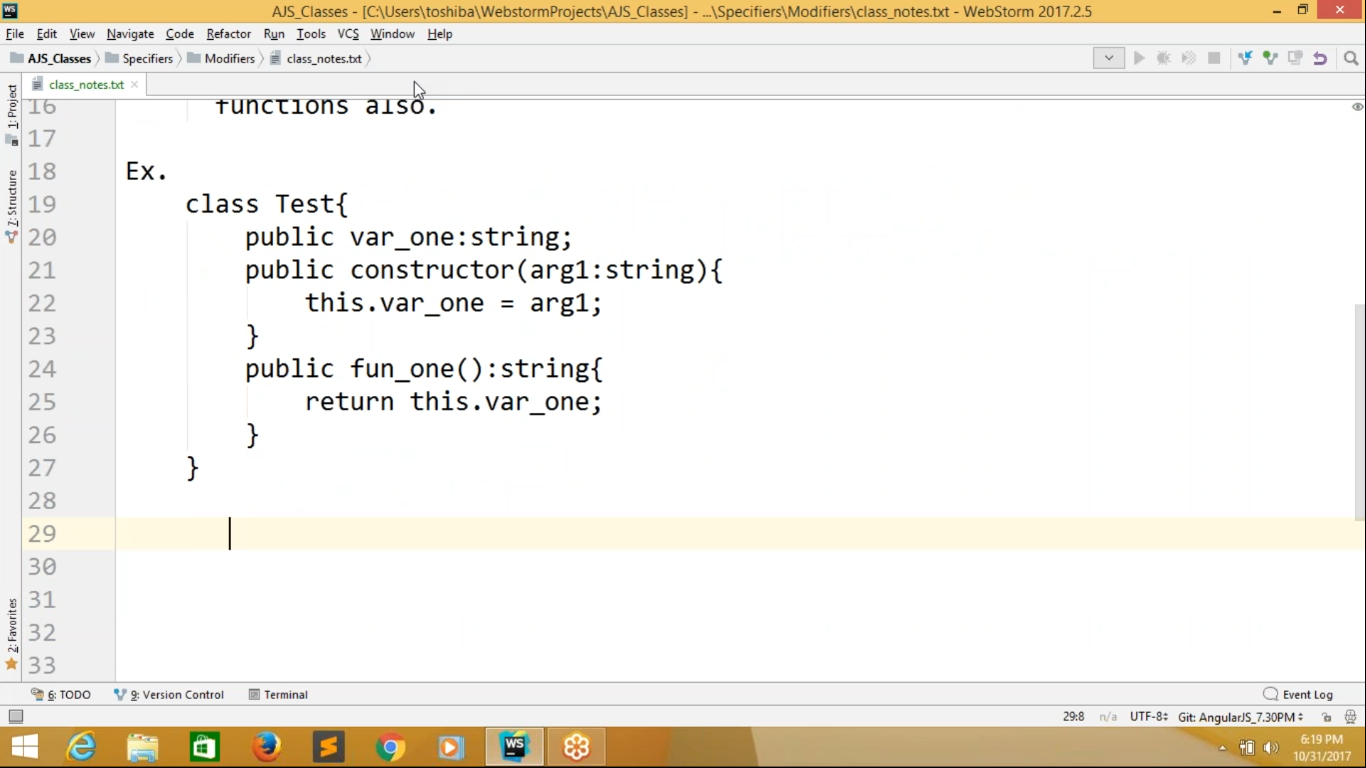 WS
AJS_Classes - [C:\Users\toshiba\WebstormProjects\AJS_Classes] - ...\Specifiers\Modifiers\class_notes.txt - WebStorm 2017.2.5
File Edit View Navigate Code Refactor Run Tools VCS Window Help
AJS_Classes Specifiers Modifiers class_notes.txt
class_notes.txt
1: Project
7: Structure
2: Favorites
16 functions also.
17
18 Ex.
19 class Test{
20 public var_one:string;
21 public constructor(arg1:string){
22 this.var_one = arg1;
23 }
24 public fun_one():string{
25 return this.var_one;
26 }
27 }
28
29
30
31
32
33
6: TODO 9: Version Control Terminal Event Log
29:8 n/a UTF-8 Git: AngularJS_7.30PM
WS
6:19 PM
10/31/2017